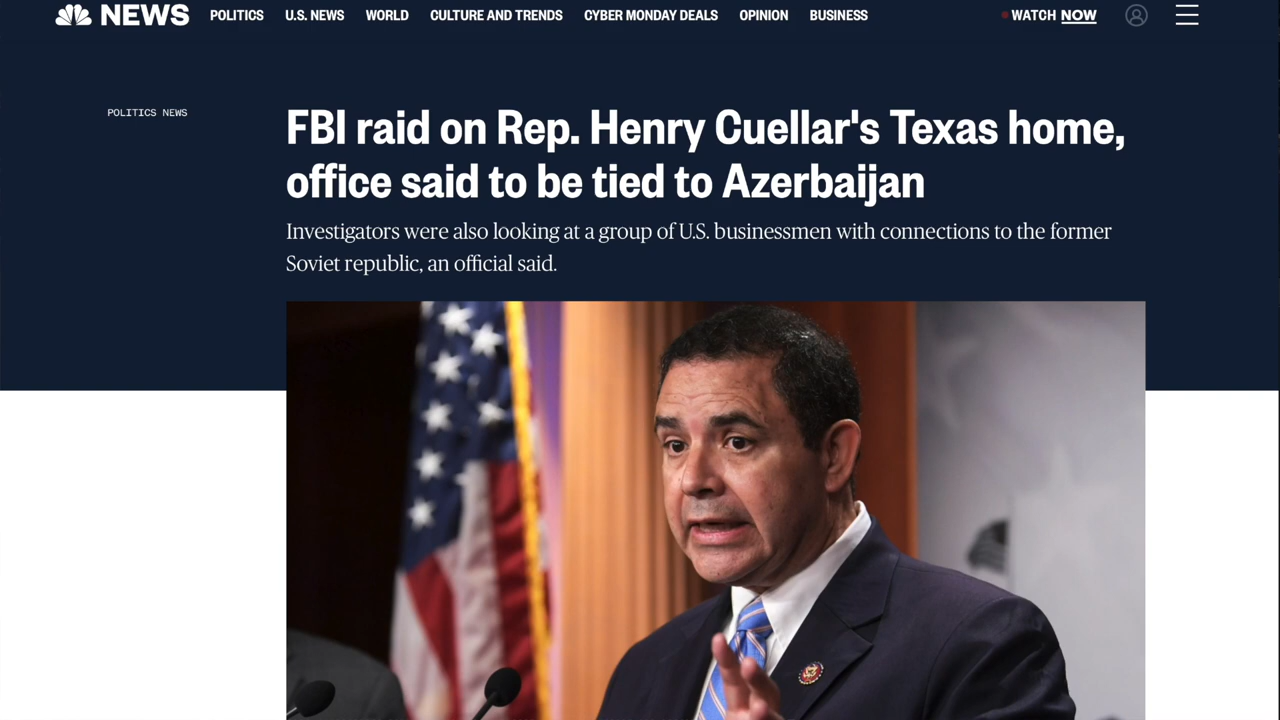 NEWS POLITICS U.S. NEWS WORLD CULTURE AND TRENDS CYBER MONDAY DEALS OPINION BUSINESS WATCH NOW
POLITICS NEWS
FBI raid on Rep. Henry Cuellar's Texas home,
office said to be tied to Azerbaijan
Investigators were also looking at a group of U.S. businessmen with connections to the former
Soviet republic, an official said.